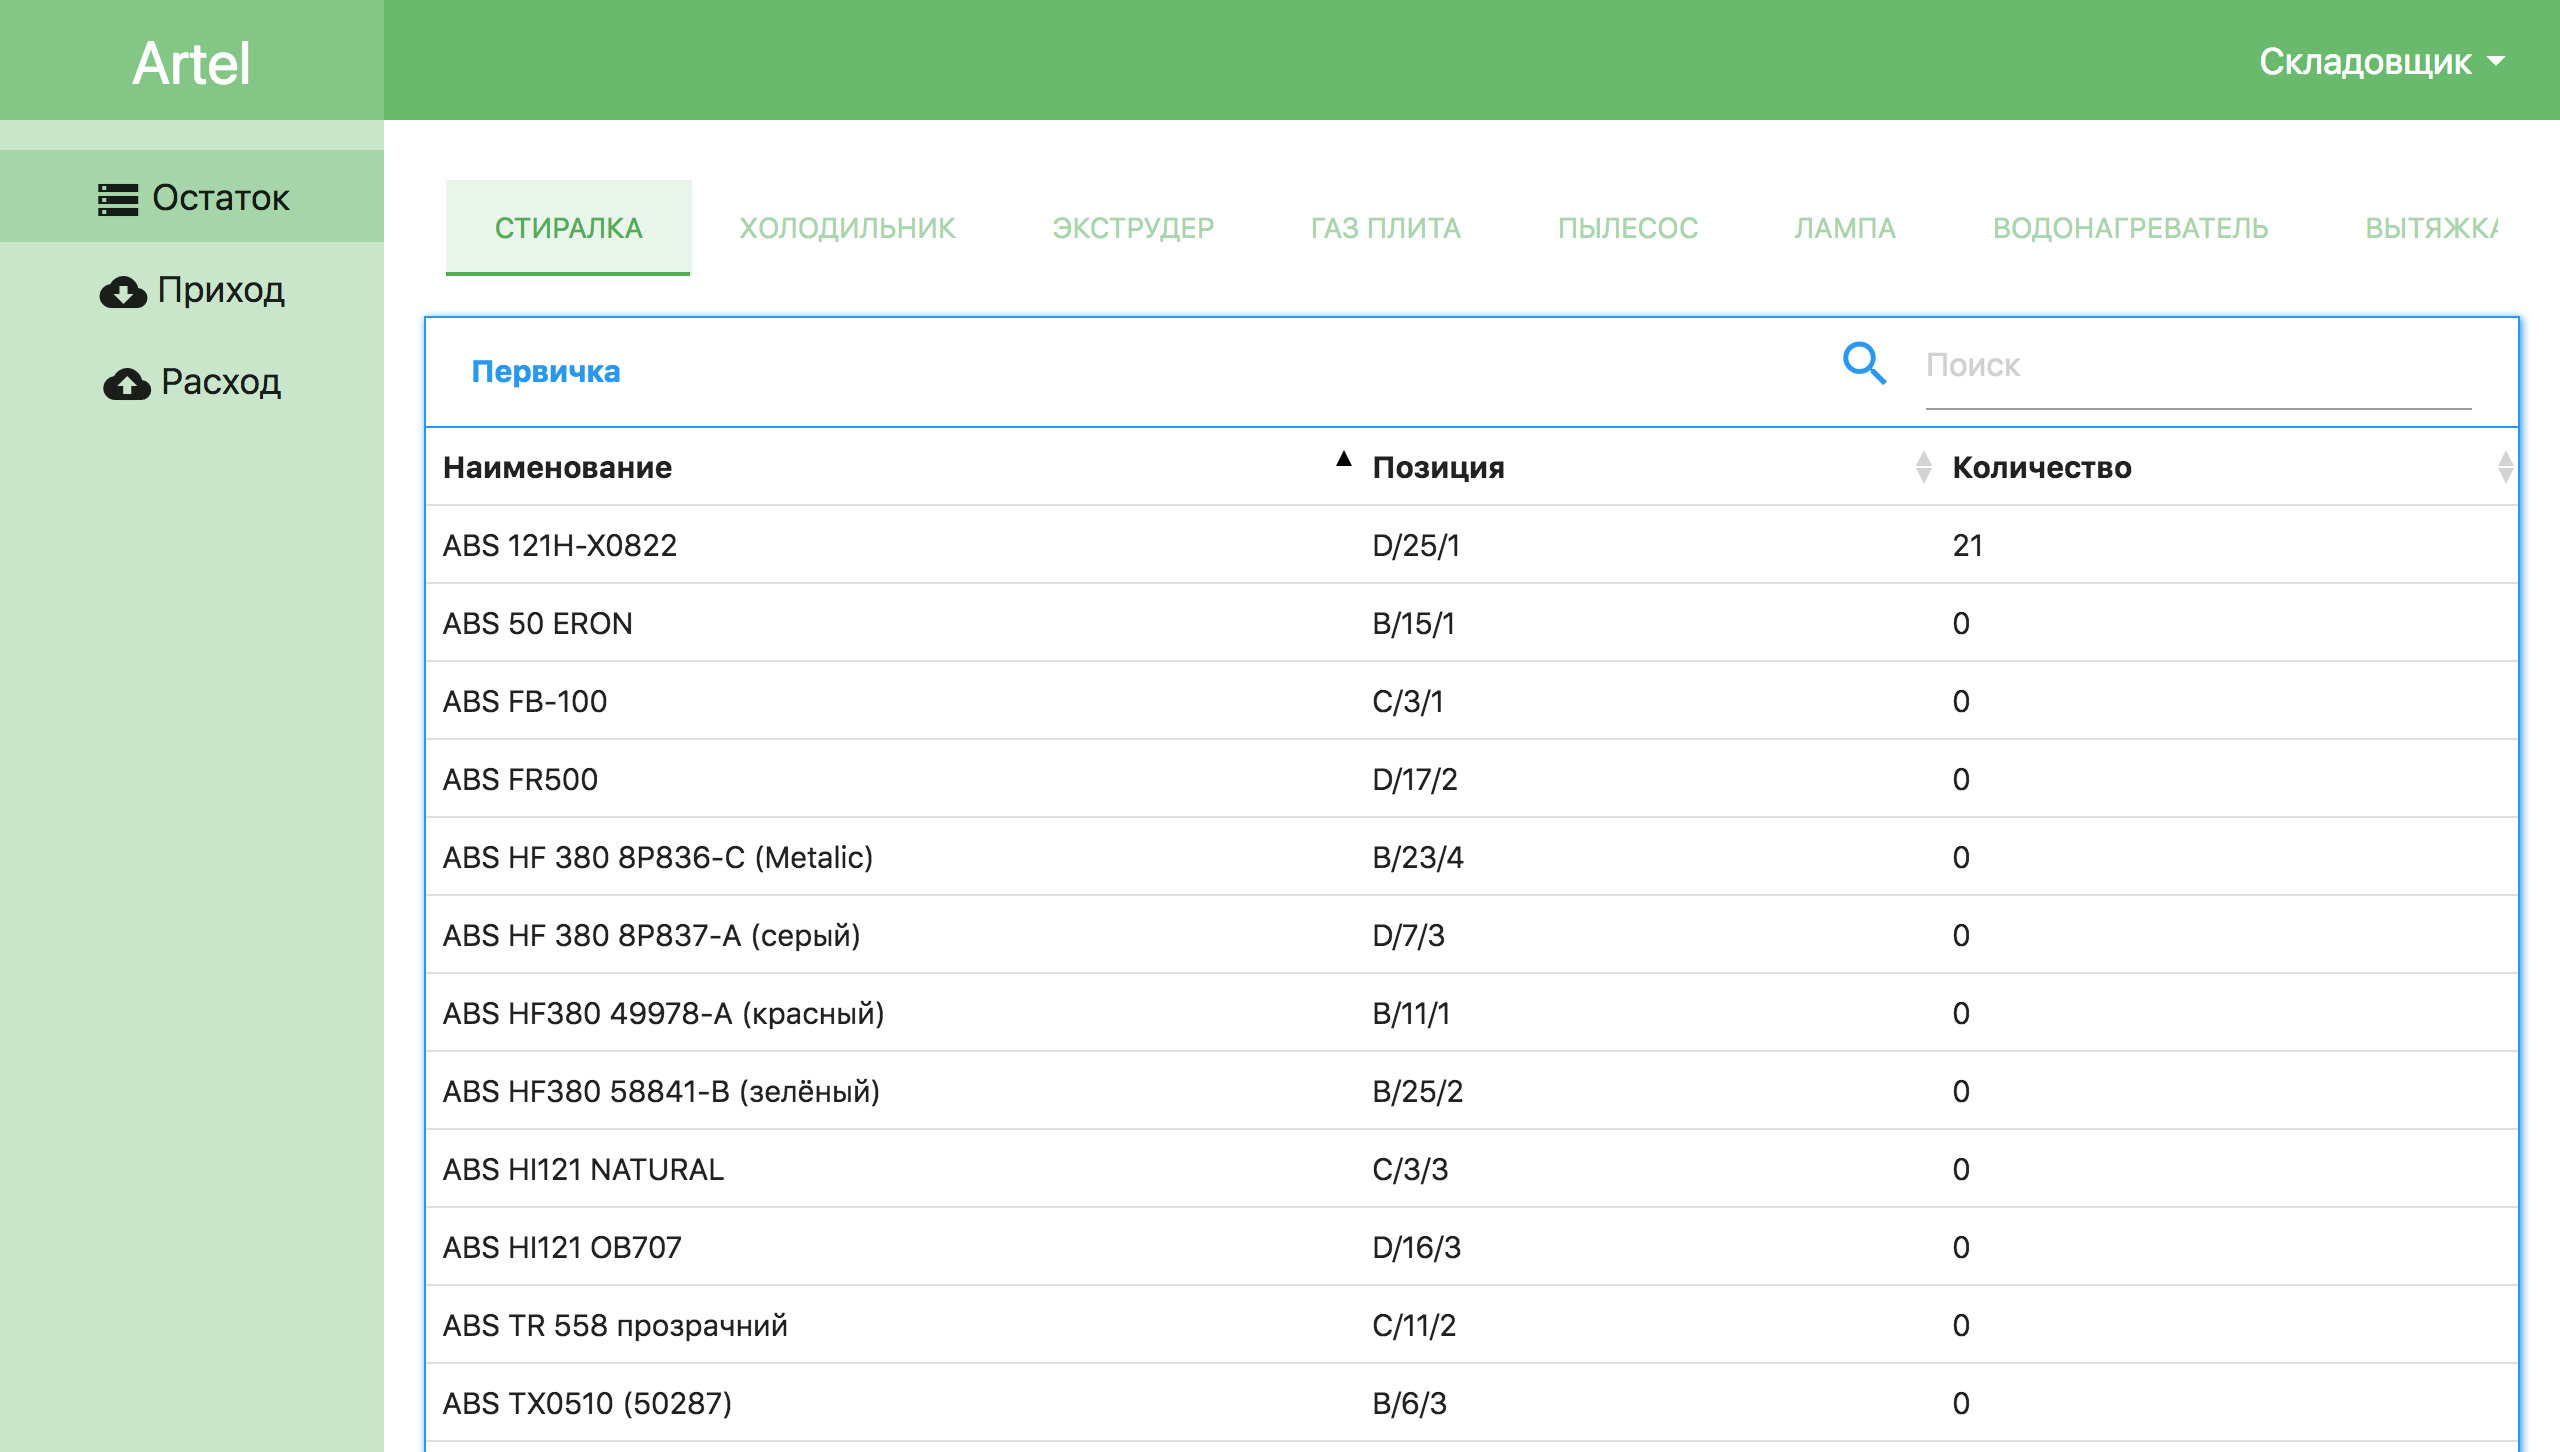 Artel
Складовщик
Остаток
Приход
Расход
СТИРАЛКА ХОЛОДИЛЬНИК ЭКСТРУДЕР ГАЗ ПЛИТА ПЫЛЕСОС ЛАМПА ВОДОНАГРЕВАТЕЛЬ ВЫТЯЖКА
Первичка Поиск
Наименование Позиция Количество
ABS 121H-X0822 D/25/1 21
ABS 50 ERON B/15/1 0
ABS FB-100 C/3/1 0
ABS FR500 D/17/2 0
ABS HF 380 8P836-C (Metalic) B/23/4 0
ABS HF 380 8P837-A (серый) D/7/3 0
ABS HF380 49978-A (красный) B/11/1 0
ABS HF380 58841-B (зелёный) B/25/2 0
ABS HI121 NATURAL C/3/3 0
ABS HI121 OB707 D/16/3 0
ABS TR 558 прозрачний C/11/2 0
ABS TX0510 (50287) B/6/3 0